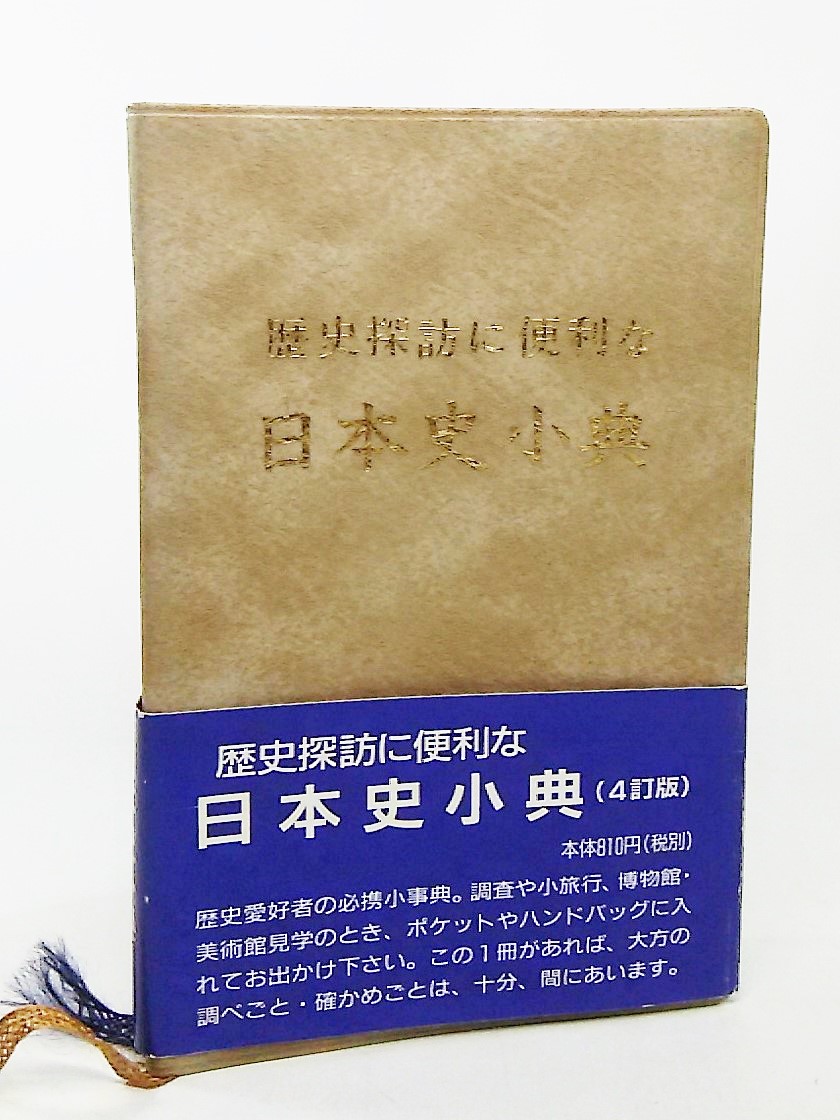 歴史探訪に便利な
日本史小典
歴史探訪に便利な
日本史小典(4訂版)
本体810円(税別)
歴史愛好者の必携小事典。調査や小旅行、博物館・
美術館見学のとき、ポケットやハンドバッグに入
れてお出かけ下さい。この1冊があれば、大方の
調べごと・確かめごとは、十分、間にあいます。